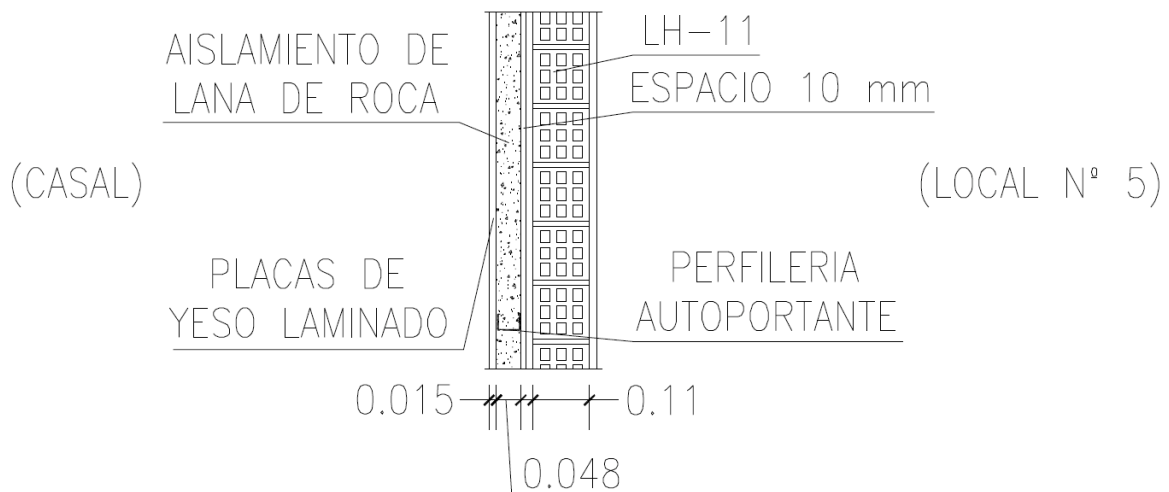 AISLAMIENTO DE
LANA DE ROCA
LH-11
ESPACIO 10 mm
(CASAL)
(LOCAL Nº 5)
PLACAS DE
YESO LAMINADO
PERFILERIA
AUTOPORTANTE
0.015
0.11
0.048